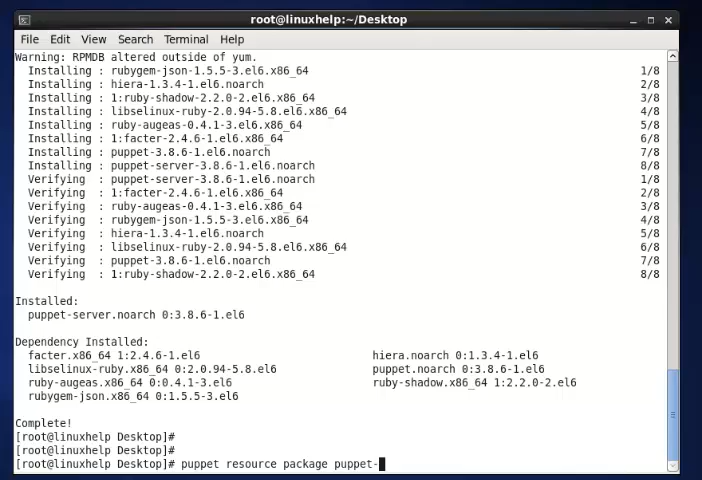 root@linuxhelp:~/Desktop
File Edit View Search Terminal Help
Warning: RPMDB altered outside of yum.
Installing : rubygem-json-1.5.5-3.el6.x86_64 1/8
Installing : hiera-1.3.4-1.el6.noarch 2/8
Installing : 1:ruby-shadow-2.2.0-2.el6.x86_64 3/8
Installing : libselinux-ruby-2.0.94-5.8.el6.x86_64 4/8
Installing : ruby-augeas-0.4.1-3.el6.x86_64 5/8
Installing : 1:facter-2.4.6-1.el6.x86_64 6/8
Installing : puppet-3.8.6-1.el6.noarch 7/8
Installing : puppet-server-3.8.6-1.el6.noarch 8/8
Verifying : puppet-server-3.8.6-1.el6.noarch 1/8
Verifying : 1:facter-2.4.6-1.el6.x86_64 2/8
Verifying : ruby-augeas-0.4.1-3.el6.x86_64 3/8
Verifying : rubygem-json-1.5.5-3.el6.x86_64 4/8
Verifying : hiera-1.3.4-1.el6.noarch 5/8
Verifying : libselinux-ruby-2.0.94-5.8.el6.x86_64 6/8
Verifying : puppet-3.8.6-1.el6.noarch 7/8
Verifying : 1:ruby-shadow-2.2.0-2.el6.x86_64 8/8
Installed:
puppet-server.noarch 0:3.8.6-1.el6
Dependency Installed:
facter.x86_64 1:2.4.6-1.el6 hiera.noarch 0:1.3.4-1.el6
libselinux-ruby.x86_64 0:2.0.94-5.8.el6 puppet.noarch 0:3.8.6-1.el6
ruby-augeas.x86_64 0:0.4.1-3.el6 ruby-shadow.x86_64 1:2.2.0-2.el6
rubygem-json.x86_64 0:1.5.5-3.el6
Complete!
[root@linuxhelp Desktop]#
[root@linuxhelp Desktop]#
[root@linuxhelp Desktop]# puppet resource package puppet-